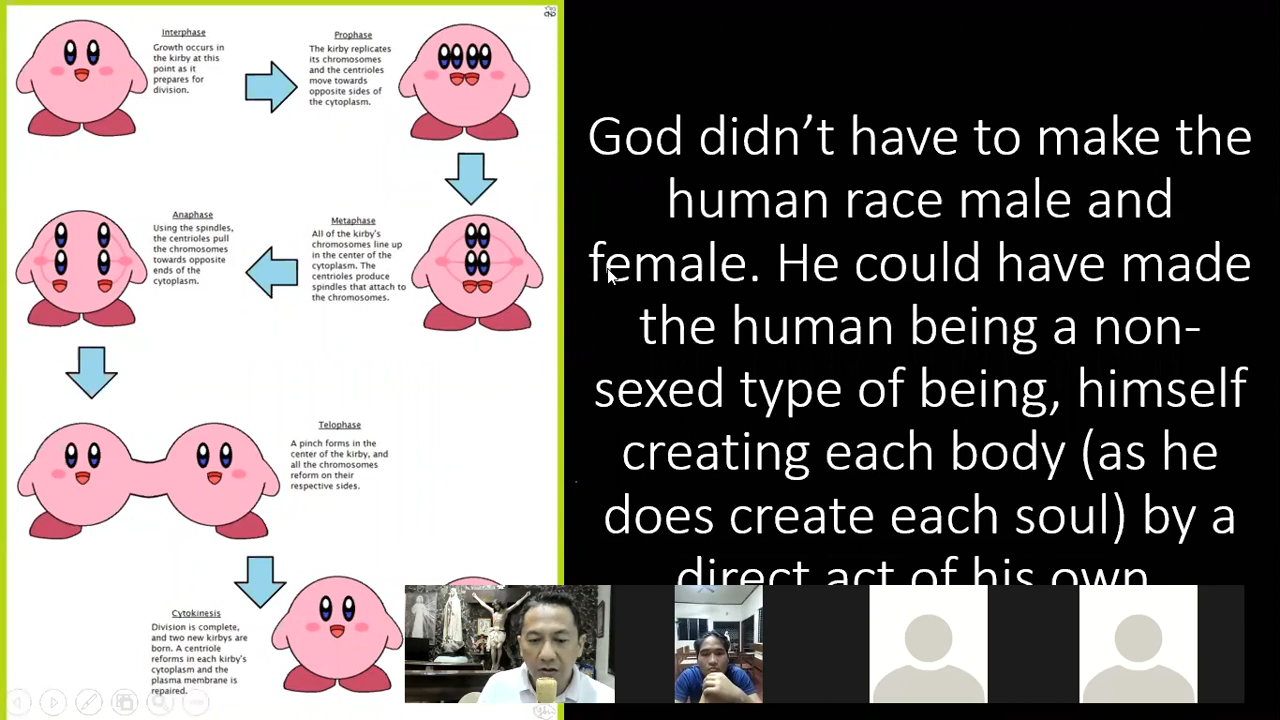 Interphase
Growth occurs in
the kirby at this
point as it
prepares for
division.
Prophase
The kirby replicates
its chromosomes
and the centrioles
move towards
opposite sides of
the cytoplasm.
Anaphase
Using the spindles,
the centrioles pull
the chromosomes
towards opposite
ends of the
cytoplasm.
Metaphase
All of the kirby's
chromosomes line up
in the center of the
cytoplasm. The
centrioles produce
spindles that attach to
the chromosomes.
Telophase
A pinch forms in the
center of the kirby, and
all the chromosomes
reform on their
respective sides.
Cytokinesis
Division is complete,
and two new kirbys are
born. A centriole
reforms in each kirby's
cytoplasm and the
plasma membrane is
repaired.
God didn’t have to make the
human race male and
female. He could have made
the human being a non-
sexed type of being, himself
creating each body (as he
does create each soul) by a
direct act of his own